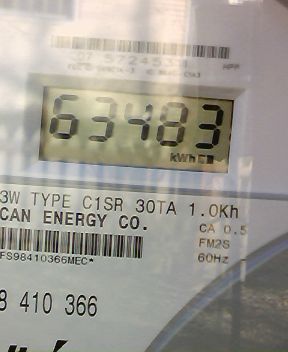 63483
kWh
3W TYPE C1SR 30TA 1.0Kh
CAN ENERGY CO.
CA 0.5
FM2S
FS98410366MEC*
60Hz
8 410 366